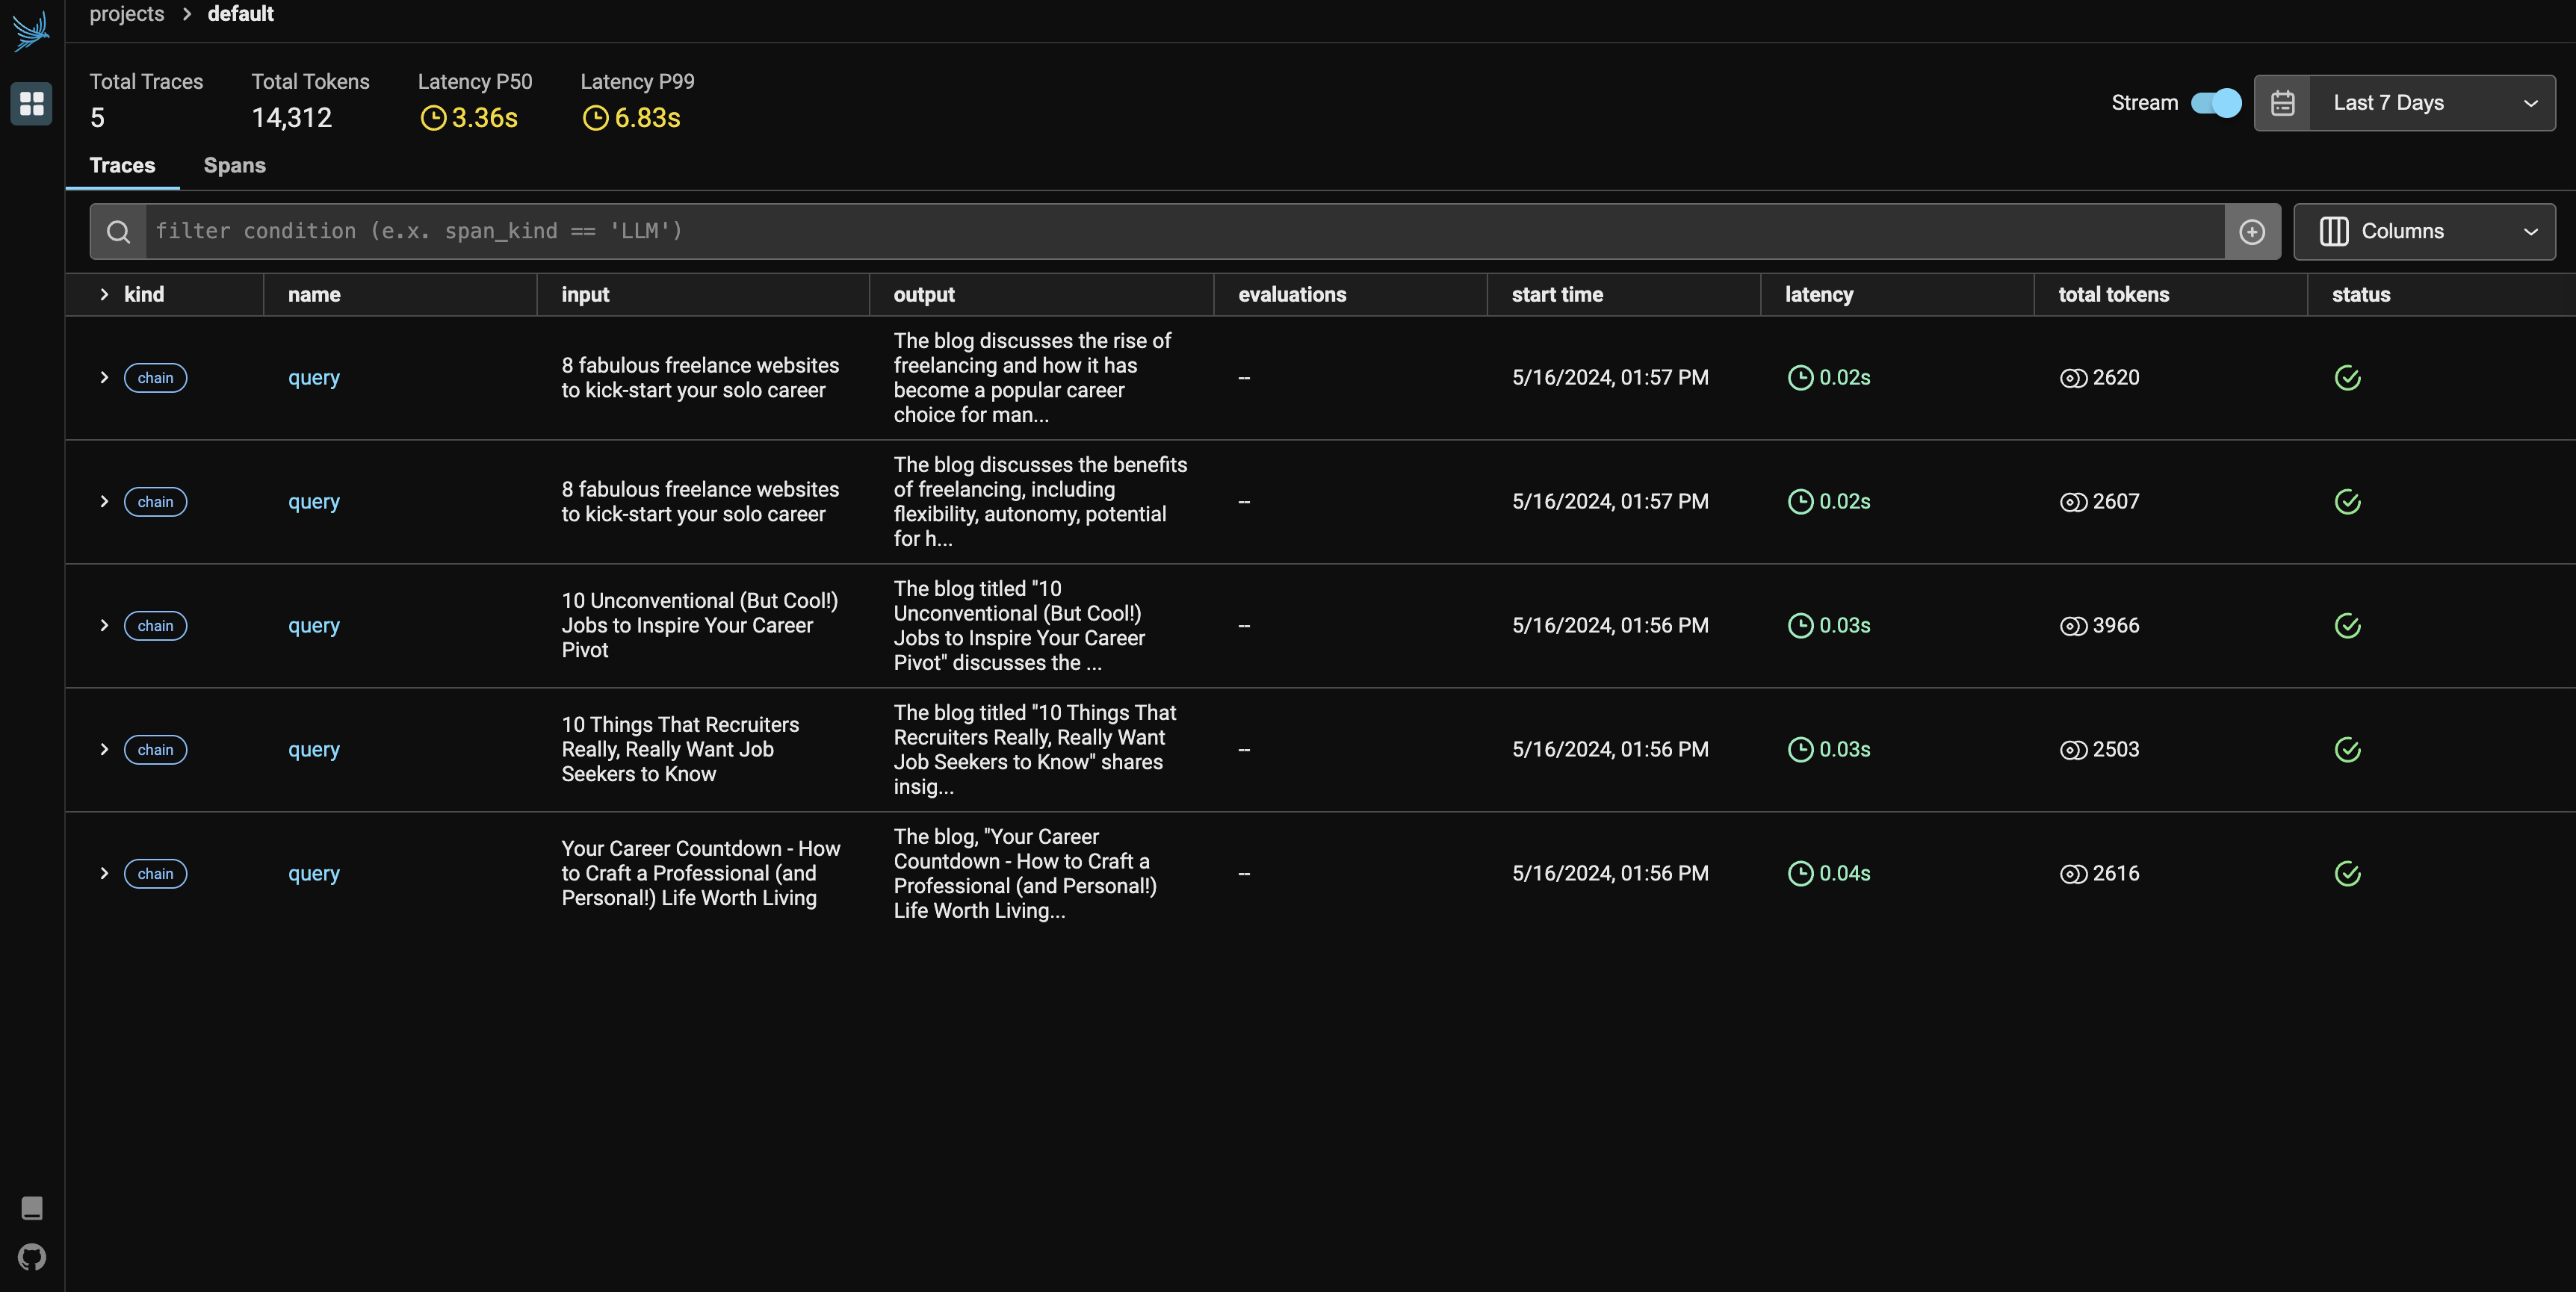 projects > default
Total Traces
5
Total Tokens
14,312
Latency P50
3.36s
Latency P99
6.83s
Stream
Last 7 Days
Traces
Spans
filter condition (e.x. span_kind == 'LLM')
Columns
kind
name
input
output
evaluations
start time
latency
total tokens
status
chain
query
8 fabulous freelance websites
to kick-start your solo career
The blog discusses the rise of
freelancing and how it has
become a popular career
choice for man...
--
5/16/2024, 01:57 PM
0.02s
2620
chain
query
8 fabulous freelance websites
to kick-start your solo career
The blog discusses the benefits
of freelancing, including
flexibility, autonomy, potential
for h...
--
5/16/2024, 01:57 PM
0.02s
2607
chain
query
10 Unconventional (But Cool!)
Jobs to Inspire Your Career
Pivot
The blog titled "10
Unconventional (But Cool!)
Jobs to Inspire Your Career
Pivot" discusses the ...
--
5/16/2024, 01:56 PM
0.03s
3966
chain
query
10 Things That Recruiters
Really, Really Want Job
Seekers to Know
The blog titled "10 Things That
Recruiters Really, Really Want
Job Seekers to Know" shares
insig...
--
5/16/2024, 01:56 PM
0.03s
2503
chain
query
Your Career Countdown - How
to Craft a Professional (and
Personal!) Life Worth Living
The blog, "Your Career
Countdown - How to Craft a
Professional (and Personal!)
Life Worth Living...
--
5/16/2024, 01:56 PM
0.04s
2616